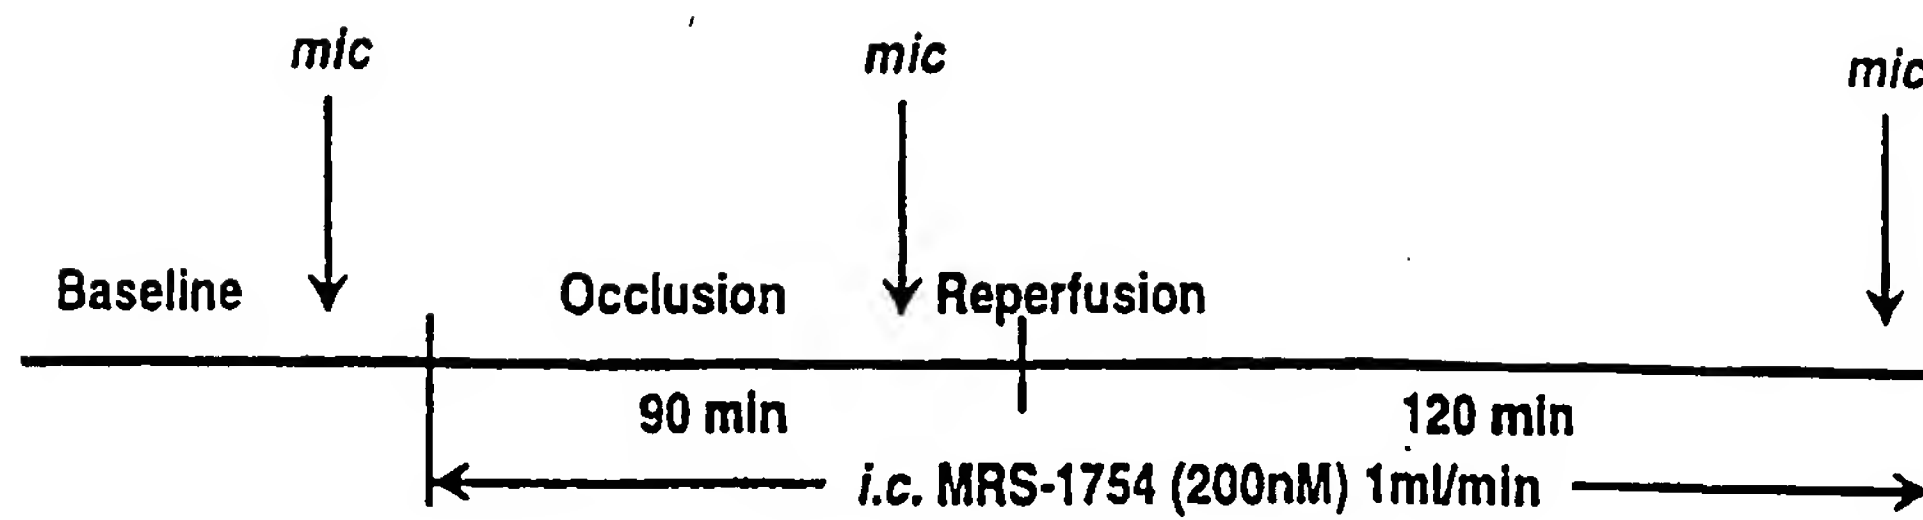 mic mic mic
Baseline Occlusion Reperfusion
90 min 120 min
i.c. MRS-1754 (200nM) 1ml/min